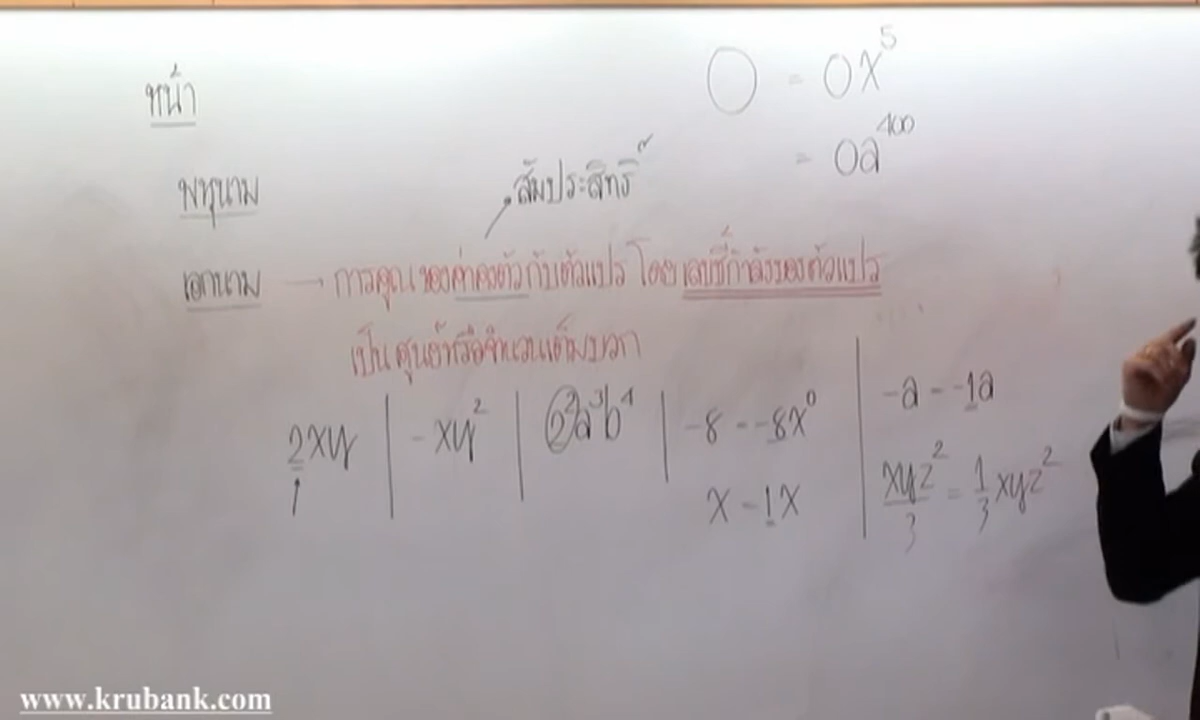 หน้า
0 = 0x⁵
= 0a⁴⁰⁰
พหุนาม
สัมประสิทธิ์
เอกนาม → การคูณของค่าคงตัวกับตัวแปร โดยเลขชี้กำลังของตัวแปร
เป็นศูนย์หรือจำนวนเต็มบวก
2xy | -xy² | 2²a³b⁴ | -8 = -8x⁰ | -a = -1a
x = 1x | xyz²/3 = 1/3 xyz²
www.krubank.com